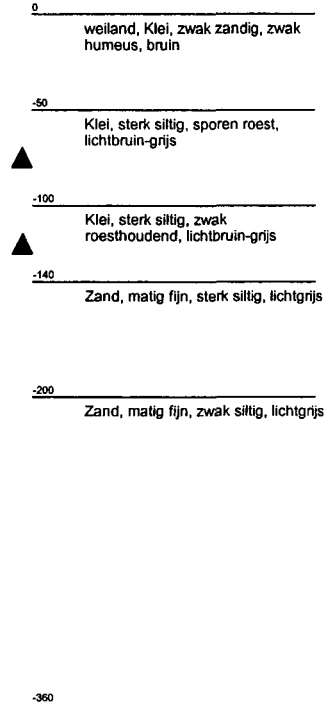 0
weiland, Klei, zwak zandig, zwak
humeus, bruin
-50
Klei, sterk siltig, sporen roest,
lichtbruin-grijs
-100
Klei, sterk siltig, zwak
roesthoudend, lichtbruin-grijs
-140
Zand, matig fijn, sterk siltig, lichtgrijs
-200
Zand, matig fijn, zwak siltig, lichtgrijs
-360